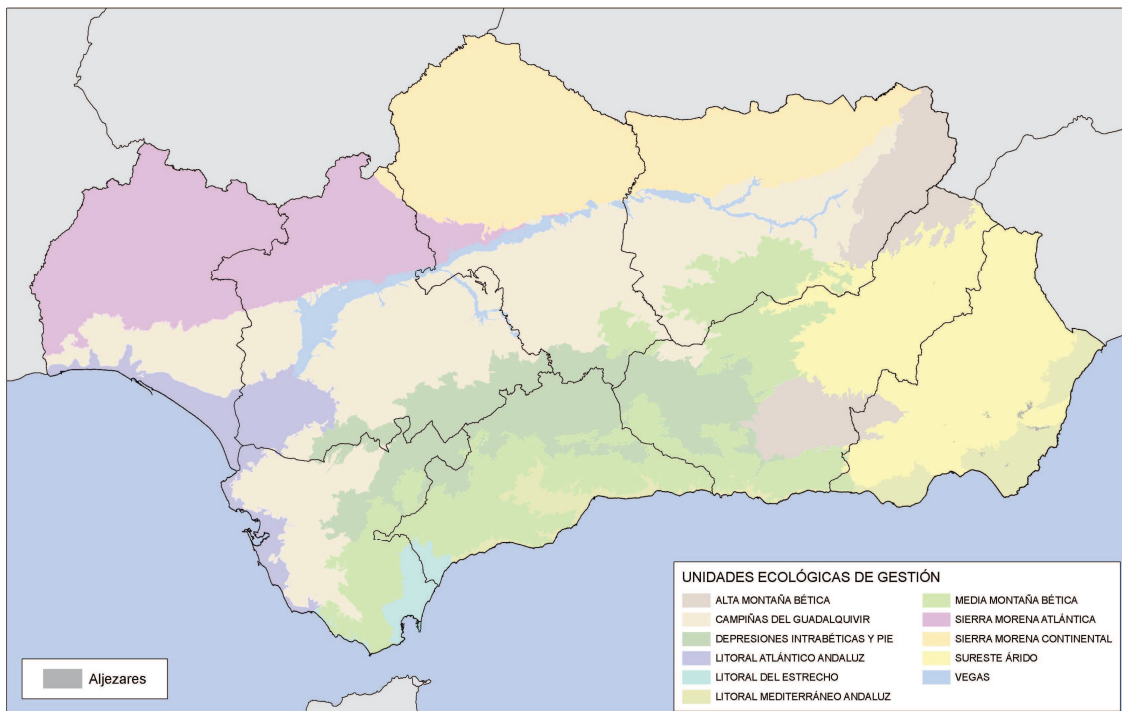 UNIDADES ECOLÓGICAS DE GESTIÓN
ALTA MONTAÑA BÉTICA
CAMPIÑAS DEL GUADALQUIVIR
DEPRESIONES INTRABÉTICAS Y PIE
LITORAL ATLÁNTICO ANDALUZ
LITORAL DEL ESTRECHO
LITORAL MEDITERRÁNEO ANDALUZ
MEDIA MONTAÑA BÉTICA
SIERRA MORENA ATLÁNTICA
SIERRA MORENA CONTINENTAL
SURESTE ÁRIDO
VEGAS
Aljezares